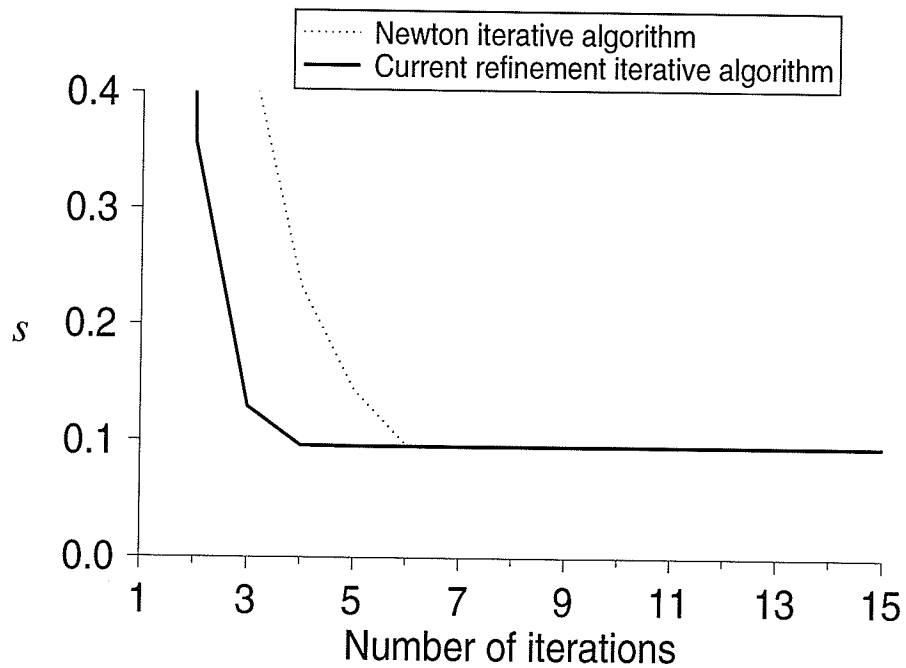 Newton iterative algorithm
Current refinement iterative algorithm
0.4
0.3
0.2
0.1
0.0
s
1 3 5 7 9 11 13 15
Number of iterations